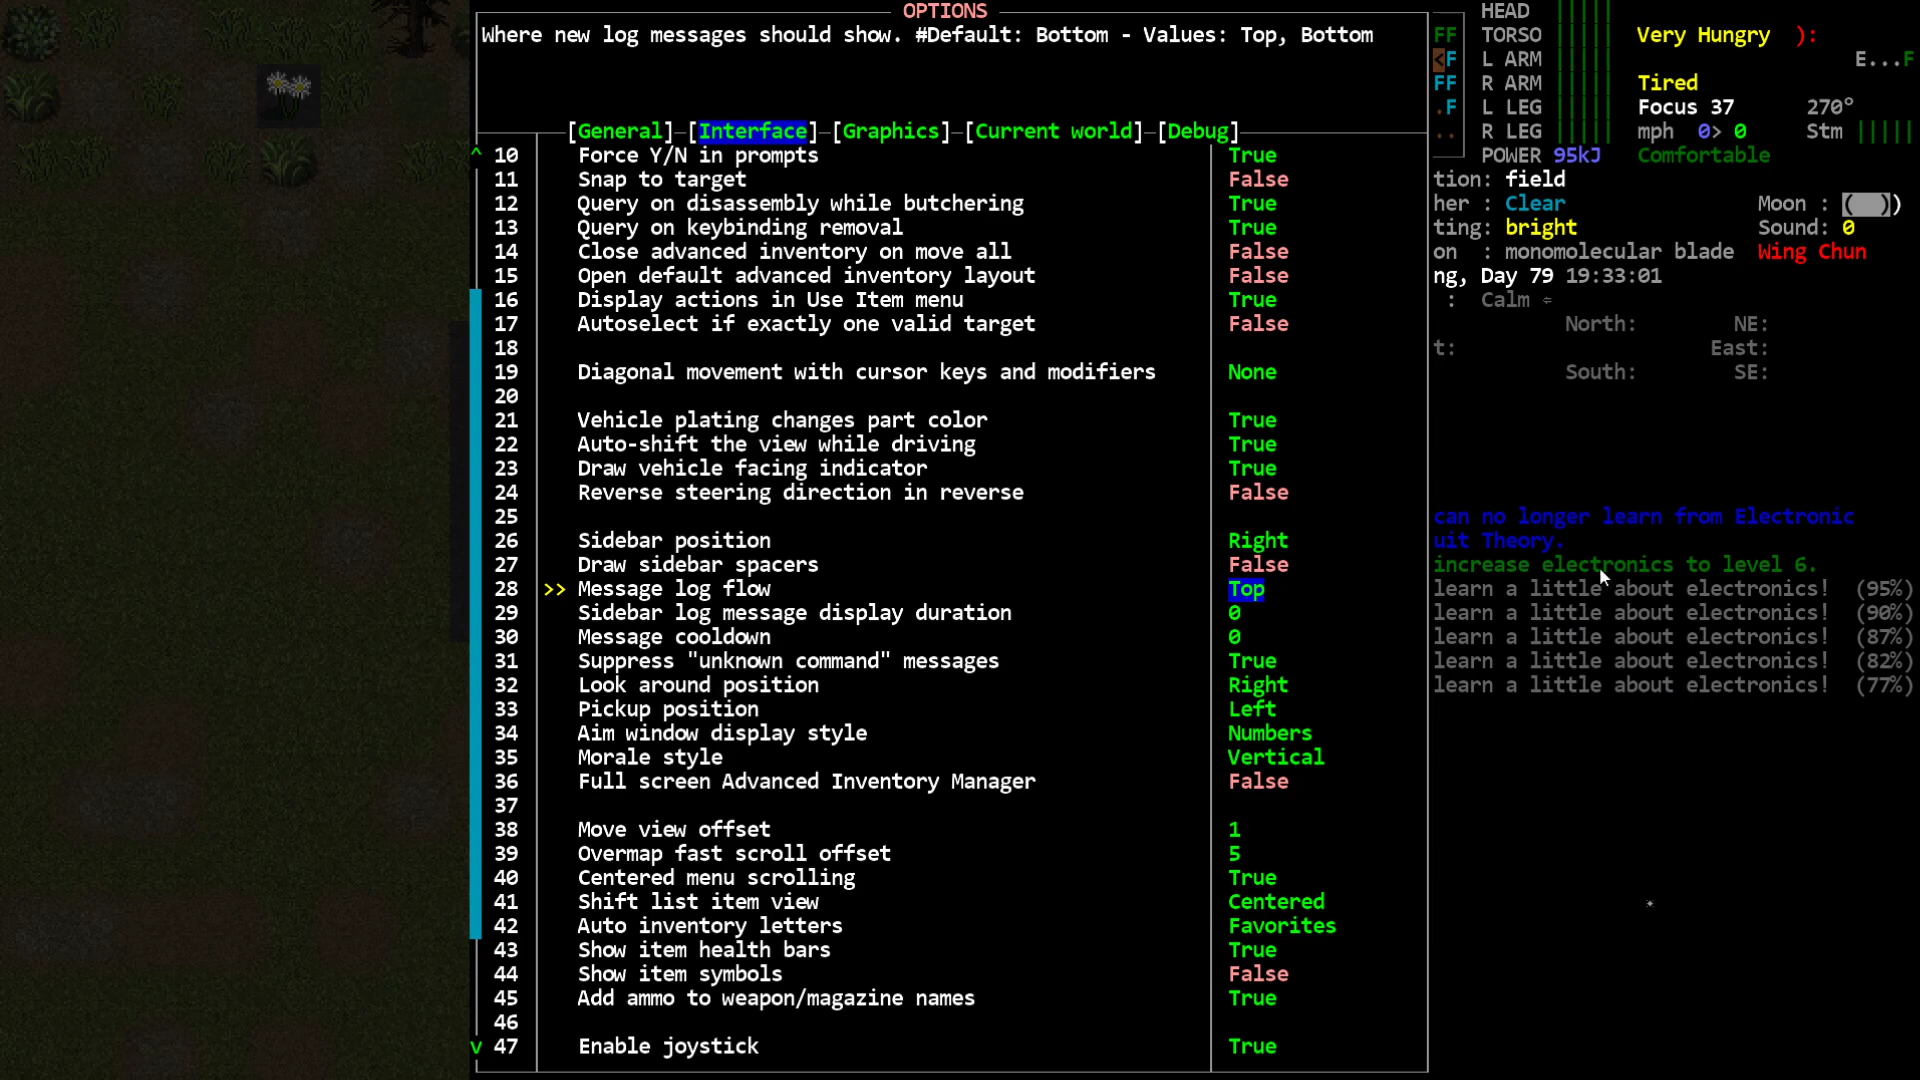 OPTIONS
Where new log messages should show. #Default: Bottom - Values: Top, Bottom
[General] [Interface] [Graphics] [Current world] [Debug]
^ 10 Force Y/N in prompts True
11 Snap to target False
12 Query on disassembly while butchering True
13 Query on keybinding removal True
14 Close advanced inventory on move all False
15 Open default advanced inventory layout False
16 Display actions in Use Item menu True
17 Autoselect if exactly one valid target False
18
19 Diagonal movement with cursor keys and modifiers None
20
21 Vehicle plating changes part color True
22 Auto-shift the view while driving True
23 Draw vehicle facing indicator True
24 Reverse steering direction in reverse False
25
26 Sidebar position Right
27 Draw sidebar spacers False
28 >> Message log flow Top
29 Sidebar log message display duration 0
30 Message cooldown 0
31 Suppress "unknown command" messages True
32 Look around position Right
33 Pickup position Left
34 Aim window display style Numbers
35 Morale style Vertical
36 Full screen Advanced Inventory Manager False
37
38 Move view offset 1
39 Overmap fast scroll offset 5
40 Centered menu scrolling True
41 Shift list item view Centered
42 Auto inventory letters Favorites
43 Show item health bars True
44 Show item symbols False
45 Add ammo to weapon/magazine names True
46
v 47 Enable joystick True
HEAD |||||
FF TORSO ||||| Very Hungry ):
<F L ARM ||||| E...F
FF R ARM ||||| Tired
.F L LEG ||||| Focus 37 270°
.. R LEG ||||| mph 0> 0 Stm |||||
POWER 95kJ Comfortable
tion: field
her : Clear Moon : ( ))
ting: bright Sound: 0
on : monomolecular blade Wing Chun
ng, Day 79 19:33:01
: Calm ⇐
North: NE:
t: East:
South: SE:
can no longer learn from Electronic
uit Theory.
increase electronics to level 6.
learn a little about electronics! (95%)
learn a little about electronics! (90%)
learn a little about electronics! (87%)
learn a little about electronics! (82%)
learn a little about electronics! (77%)